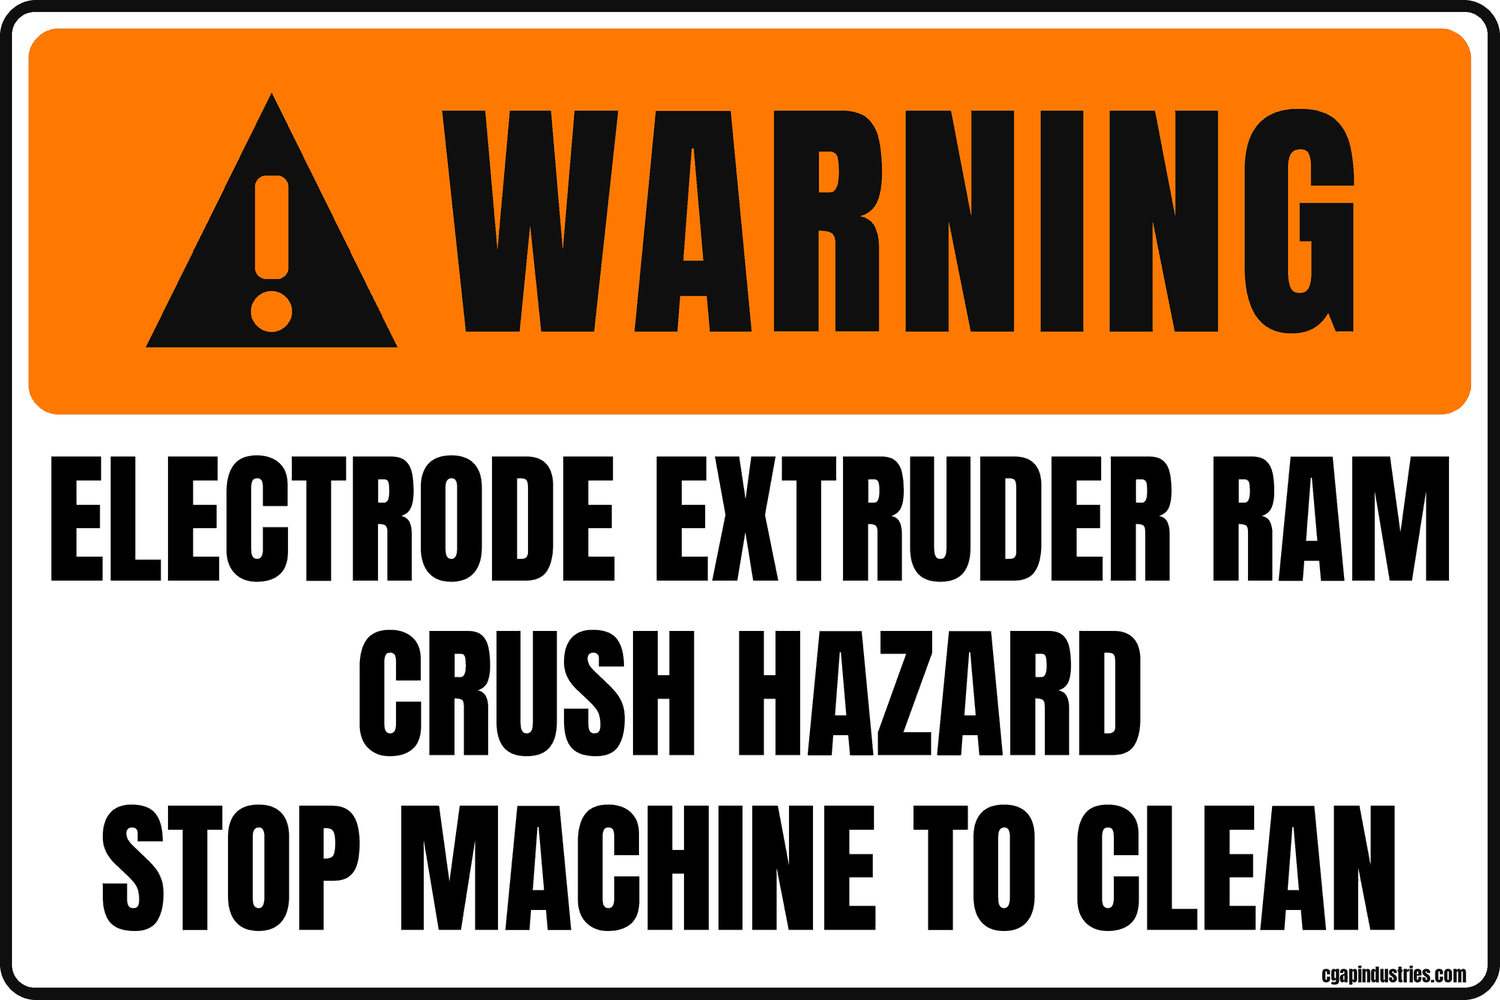 WARNING
ELECTRODE EXTRUDER RAM
CRUSH HAZARD
STOP MACHINE TO CLEAN
cgapindustries.com